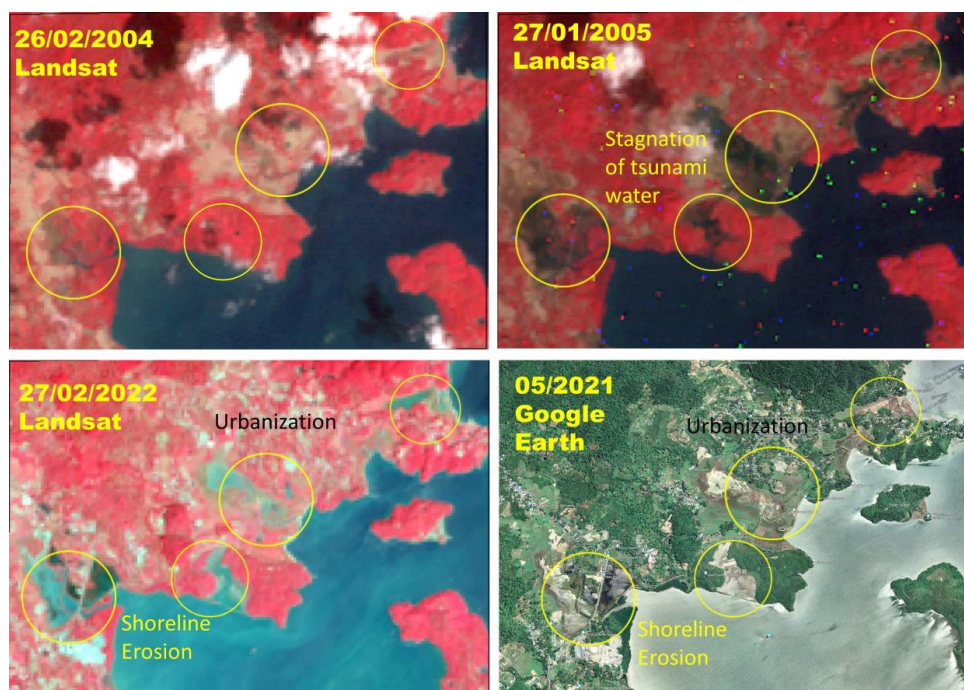 26/02/2004
Landsat
27/01/2005
Landsat
Stagnation
of tsunami
water
27/02/2022
Landsat
Urbanization
Shoreline
Erosion
05/2021
Google
Earth
Urbanization
Shoreline
Erosion